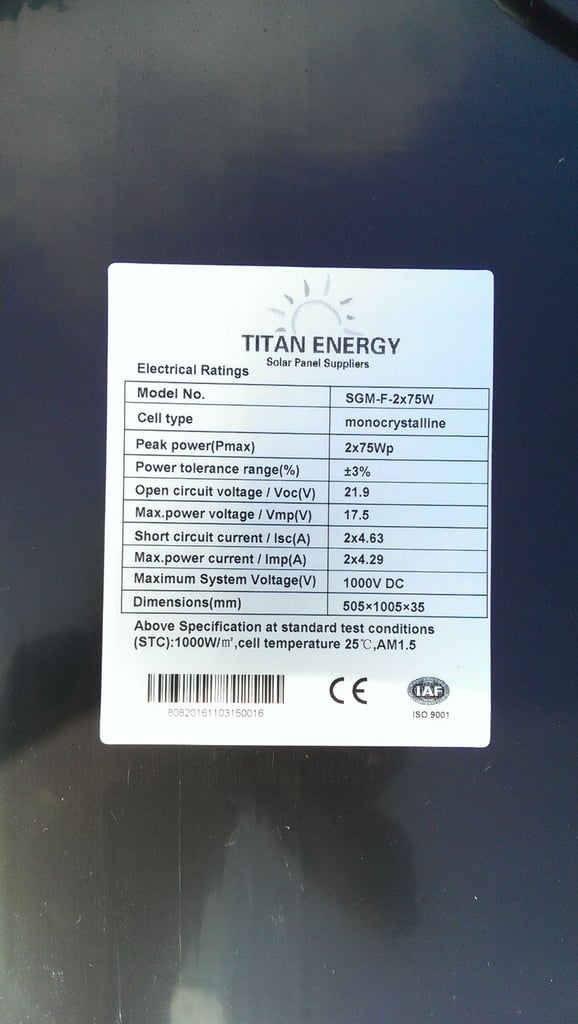 TITAN ENERGY
Solar Panel Suppliers
Electrical Ratings
Model No. SGM-F-2x75W
Cell type monocrystalline
Peak power(Pmax) 2x75Wp
Power tolerance range(%) ±3%
Open circuit voltage / Voc(V) 21.9
Max.power voltage / Vmp(V) 17.5
Short circuit current / Isc(A) 2x4.63
Max.power current / Imp(A) 2x4.29
Maximum System Voltage(V) 1000V DC
Dimensions(mm) 505×1005×35
Above Specification at standard test conditions
(STC):1000W/㎡,cell temperature 25℃,AM1.5
80820161103150016
CE
IAF
ISO 9001